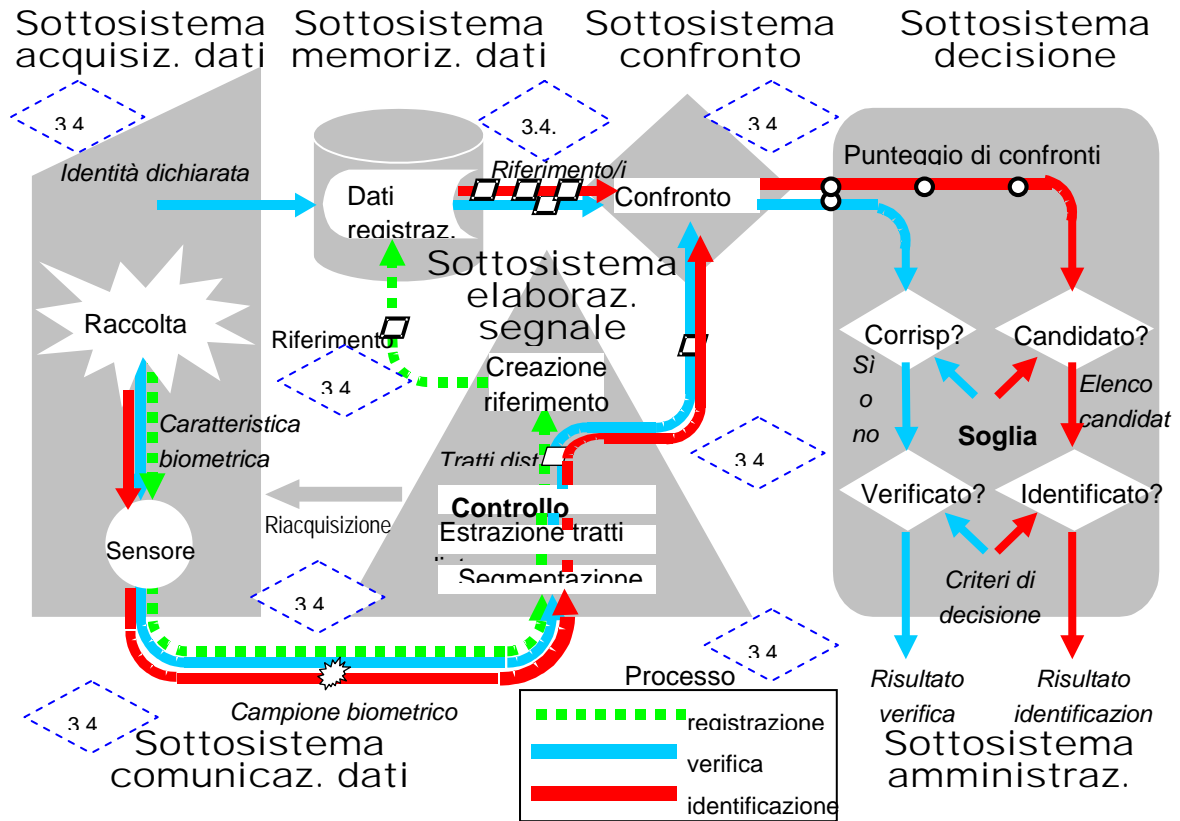 Sottosistema
acquisiz. dati
Sottosistema
memoriz. dati
Sottosistema
confronto
Sottosistema
decisione
3.4
3.4.
3.4
Identità dichiarata
Riferimento/i
Punteggio di confronti
Dati
registraz.
Confronto
Sottosistema
elaboraz.
segnale
Raccolta
Riferimento
3.4
Creazione
riferimento
Corrisp?
Candidato?
Sì
o
no
Elenco
candidat
Soglia
Caratteristica
biometrica
Tratti dist
3.4
Controllo
Estrazione tratti
Segmentazione
Riacquisizione
Verificato?
Identificato?
Sensore
3.4
Criteri di
decisione
3.4
Processo
registrazione
verifica
identificazione
3.4
Campione biometrico
Risultato
verifica
Risultato
identificazion
Sottosistema
comunicaz. dati
Sottosistema
amministraz.